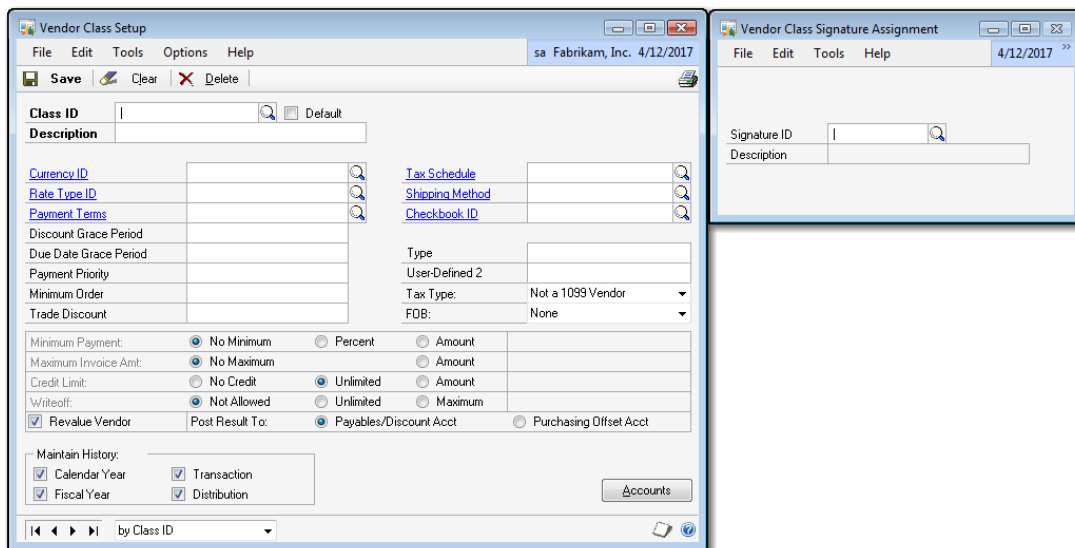 Vendor Class Setup
File Edit Tools Options Help sa Fabrikam, Inc. 4/12/2017
Save Clear Delete
Class ID Default
Description
Currency ID Tax Schedule
Rate Type ID Shipping Method
Payment Terms Checkbook ID
Discount Grace Period
Due Date Grace Period Type
Payment Priority User-Defined 2
Minimum Order Tax Type: Not a 1099 Vendor
Trade Discount FOB: None
Minimum Payment: No Minimum Percent Amount
Maximum Invoice Amt: No Maximum Amount
Credit Limit: No Credit Unlimited Amount
Writeoff: Not Allowed Unlimited Maximum
Revalue Vendor Post Result To: Payables/Discount Acct Purchasing Offset Acct
Maintain History:
Calendar Year Transaction
Fiscal Year Distribution
Accounts
by Class ID
Vendor Class Signature Assignment
File Edit Tools Help 4/12/2017 »
Signature ID
Description